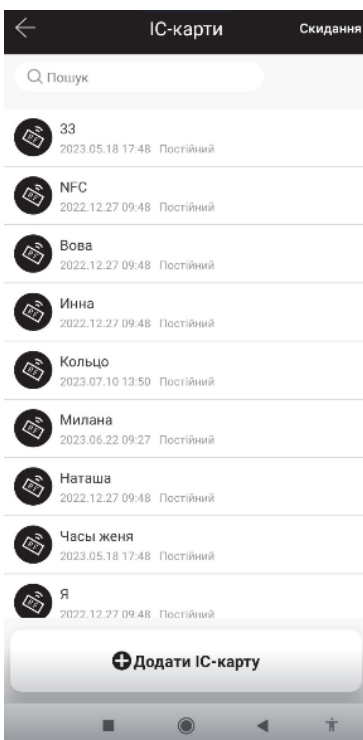 IC-карти
Скидання
Пошук
33
2023.05.18 17:48 Постійний
NFC
2022.12.27 09:48 Постійний
Вова
2022.12.27 09:48 Постійний
Инна
2022.12.27 09:48 Постійний
Кольцо
2023.07.10 13:50 Постійний
Милана
2023.06.22 09:27 Постійний
Наташа
2022.12.27 09:48 Постійний
Часы женя
2023.05.18 17:48 Постійний
Я
2022.12.27 09:48 Постійний
Додати IC-карту